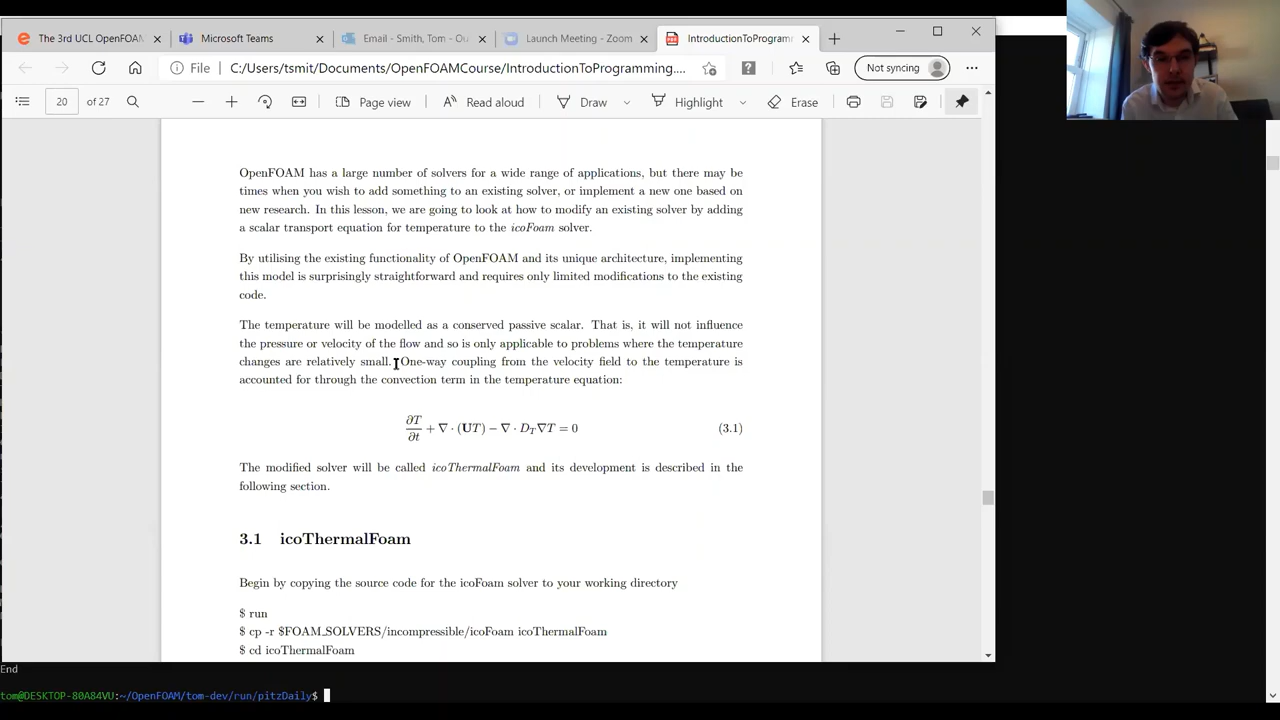 The 3rd UCL OpenFOA
Microsoft Teams
Email - Smith, Tom - Ou
Launch Meeting - Zoom
IntroductionToProgramm
File
C:/Users/tsmit/Documents/OpenFOAMCourse/IntroductionToProgramming....
Not syncing
20 of 27
Page view
Read aloud
Draw
Highlight
Erase
OpenFOAM has a large number of solvers for a wide range of applications, but there may be
times when you wish to add something to an existing solver, or implement a new one based on
new research. In this lesson, we are going to look at how to modify an existing solver by adding
a scalar transport equation for temperature to the icoFoam solver.
By utilising the existing functionality of OpenFOAM and its unique architecture, implementing
this model is surprisingly straightforward and requires only limited modifications to the existing
code.
The temperature will be modelled as a conserved passive scalar. That is, it will not influence
the pressure or velocity of the flow and so is only applicable to problems where the temperature
changes are relatively small. One-way coupling from the velocity field to the temperature is
accounted for through the convection term in the temperature equation:
∂T/∂t + ∇ · (UT) − ∇ · D_T∇T = 0 (3.1)
The modified solver will be called icoThermalFoam and its development is described in the
following section.
3.1 icoThermalFoam
Begin by copying the source code for the icoFoam solver to your working directory
$ run
$ cp -r $FOAM_SOLVERS/incompressible/icoFoam icoThermalFoam
$ cd icoThermalFoam
End
tom@DESKTOP-80A84VU:~/OpenFOAM/tom-dev/run/pitzDaily$